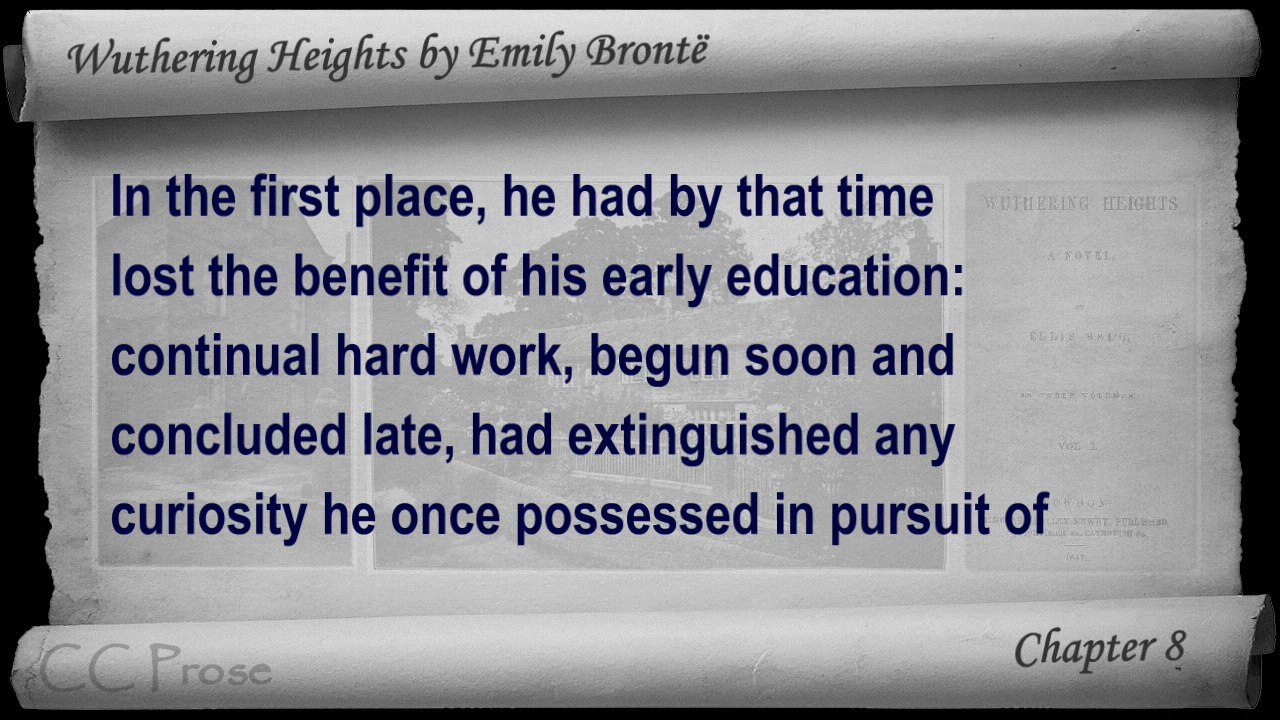 Wuthering Heights by Emily Brontë
In the first place, he had by that time
lost the benefit of his early education:
continual hard work, begun soon and
concluded late, had extinguished any
curiosity he once possessed in pursuit of
WUTHERING HEIGHTS
A NOVEL,
VOL. I.
1847.
CC Prose
Chapter 8